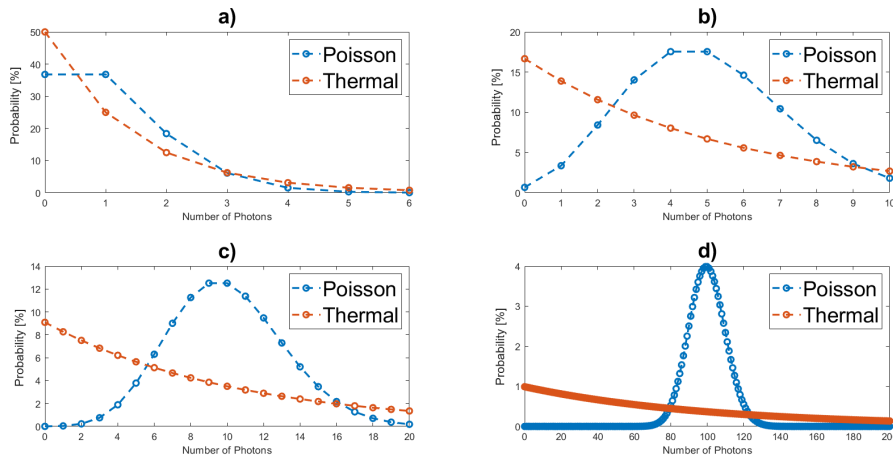 a)
50
40
30
20
10
0
Probability [%]
Poisson
Thermal
0 1 2 3 4 5 6
Number of Photons
b)
20
15
10
5
0
Probability [%]
Poisson
Thermal
0 1 2 3 4 5 6 7 8 9 10
Number of Photons
c)
14
12
10
8
6
4
2
0
Probability [%]
Poisson
Thermal
0 2 4 6 8 10 12 14 16 18 20
Number of Photons
d)
4
3
2
1
0
Probability [%]
Poisson
Thermal
0 20 40 60 80 100 120 140 160 180 200
Number of Photons